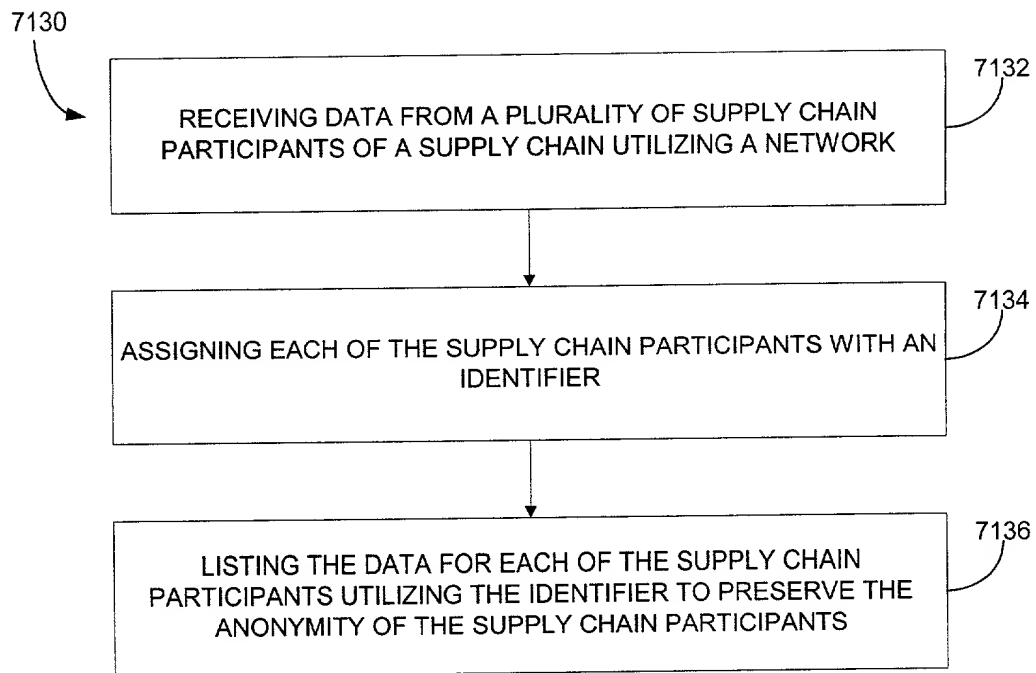 7130
7132
RECEIVING DATA FROM A PLURALITY OF SUPPLY CHAIN
PARTICIPANTS OF A SUPPLY CHAIN UTILIZING A NETWORK
7134
ASSIGNING EACH OF THE SUPPLY CHAIN PARTICIPANTS WITH AN
IDENTIFIER
7136
LISTING THE DATA FOR EACH OF THE SUPPLY CHAIN
PARTICIPANTS UTILIZING THE IDENTIFIER TO PRESERVE THE
ANONYMITY OF THE SUPPLY CHAIN PARTICIPANTS